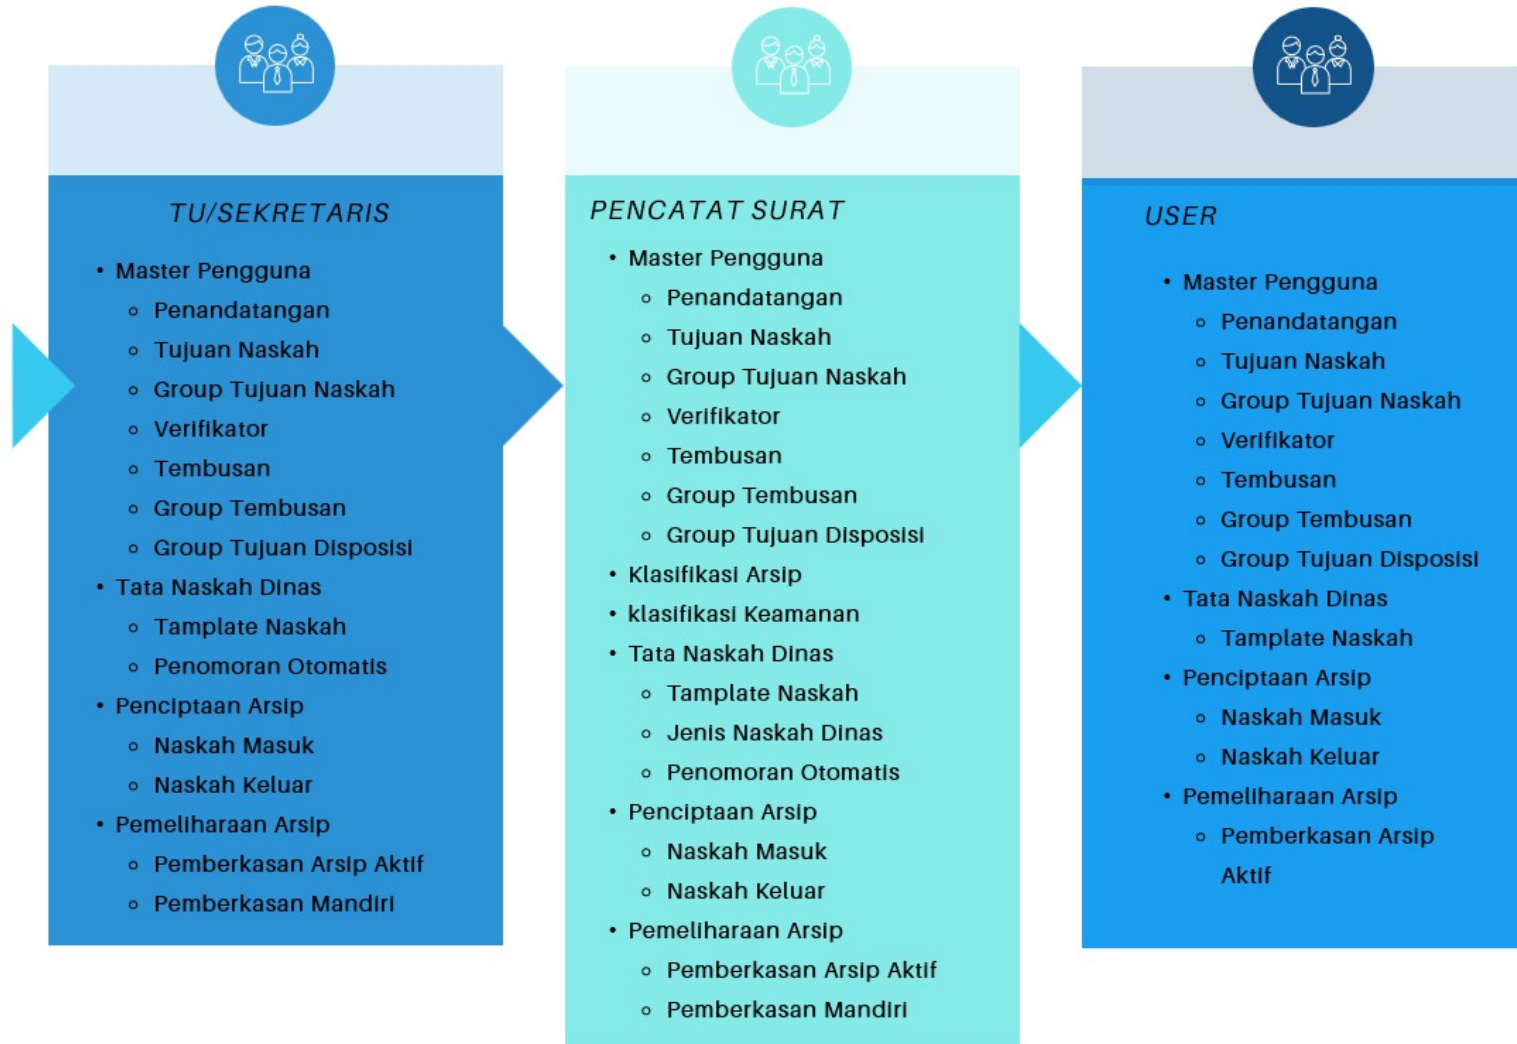 TU/SEKRETARIS
• Master Pengguna
◦ Penandatangan
◦ Tujuan Naskah
◦ Group Tujuan Naskah
◦ Verifikator
◦ Tembusan
◦ Group Tembusan
◦ Group Tujuan Disposisi
• Tata Naskah Dinas
◦ Tamplate Naskah
◦ Penomoran Otomatis
• Penciptaan Arsip
◦ Naskah Masuk
◦ Naskah Keluar
• Pemeliharaan Arsip
◦ Pemberkasan Arsip Aktif
◦ Pemberkasan Mandiri
PENCATAT SURAT
• Master Pengguna
◦ Penandatangan
◦ Tujuan Naskah
◦ Group Tujuan Naskah
◦ Verifikator
◦ Tembusan
◦ Group Tembusan
◦ Group Tujuan Disposisi
• Klasifikasi Arsip
• klasifikasi Keamanan
• Tata Naskah Dinas
◦ Tamplate Naskah
◦ Jenis Naskah Dinas
◦ Penomoran Otomatis
• Penciptaan Arsip
◦ Naskah Masuk
◦ Naskah Keluar
• Pemeliharaan Arsip
◦ Pemberkasan Arsip Aktif
◦ Pemberkasan Mandiri
USER
• Master Pengguna
◦ Penandatangan
◦ Tujuan Naskah
◦ Group Tujuan Naskah
◦ Verifikator
◦ Tembusan
◦ Group Tembusan
◦ Group Tujuan Disposisi
• Tata Naskah Dinas
◦ Tamplate Naskah
• Penciptaan Arsip
◦ Naskah Masuk
◦ Naskah Keluar
• Pemeliharaan Arsip
◦ Pemberkasan Arsip
Aktif